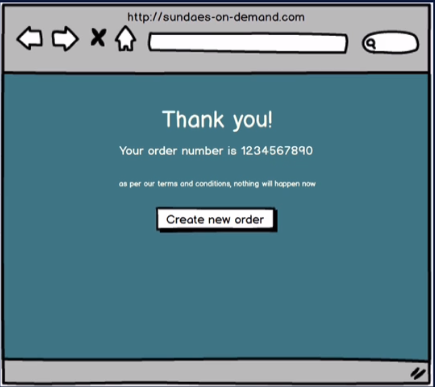 http://sundaes-on-demand.com
Thank you!
Your order number is 1234567890
as per our terms and conditions, nothing will happen now
Create new order